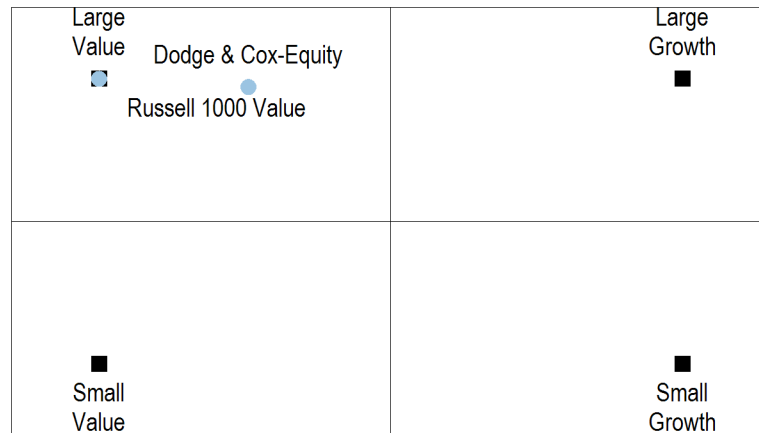 Large
Value
Large
Growth
Dodge & Cox-Equity
Russell 1000 Value
Small
Value
Small
Growth